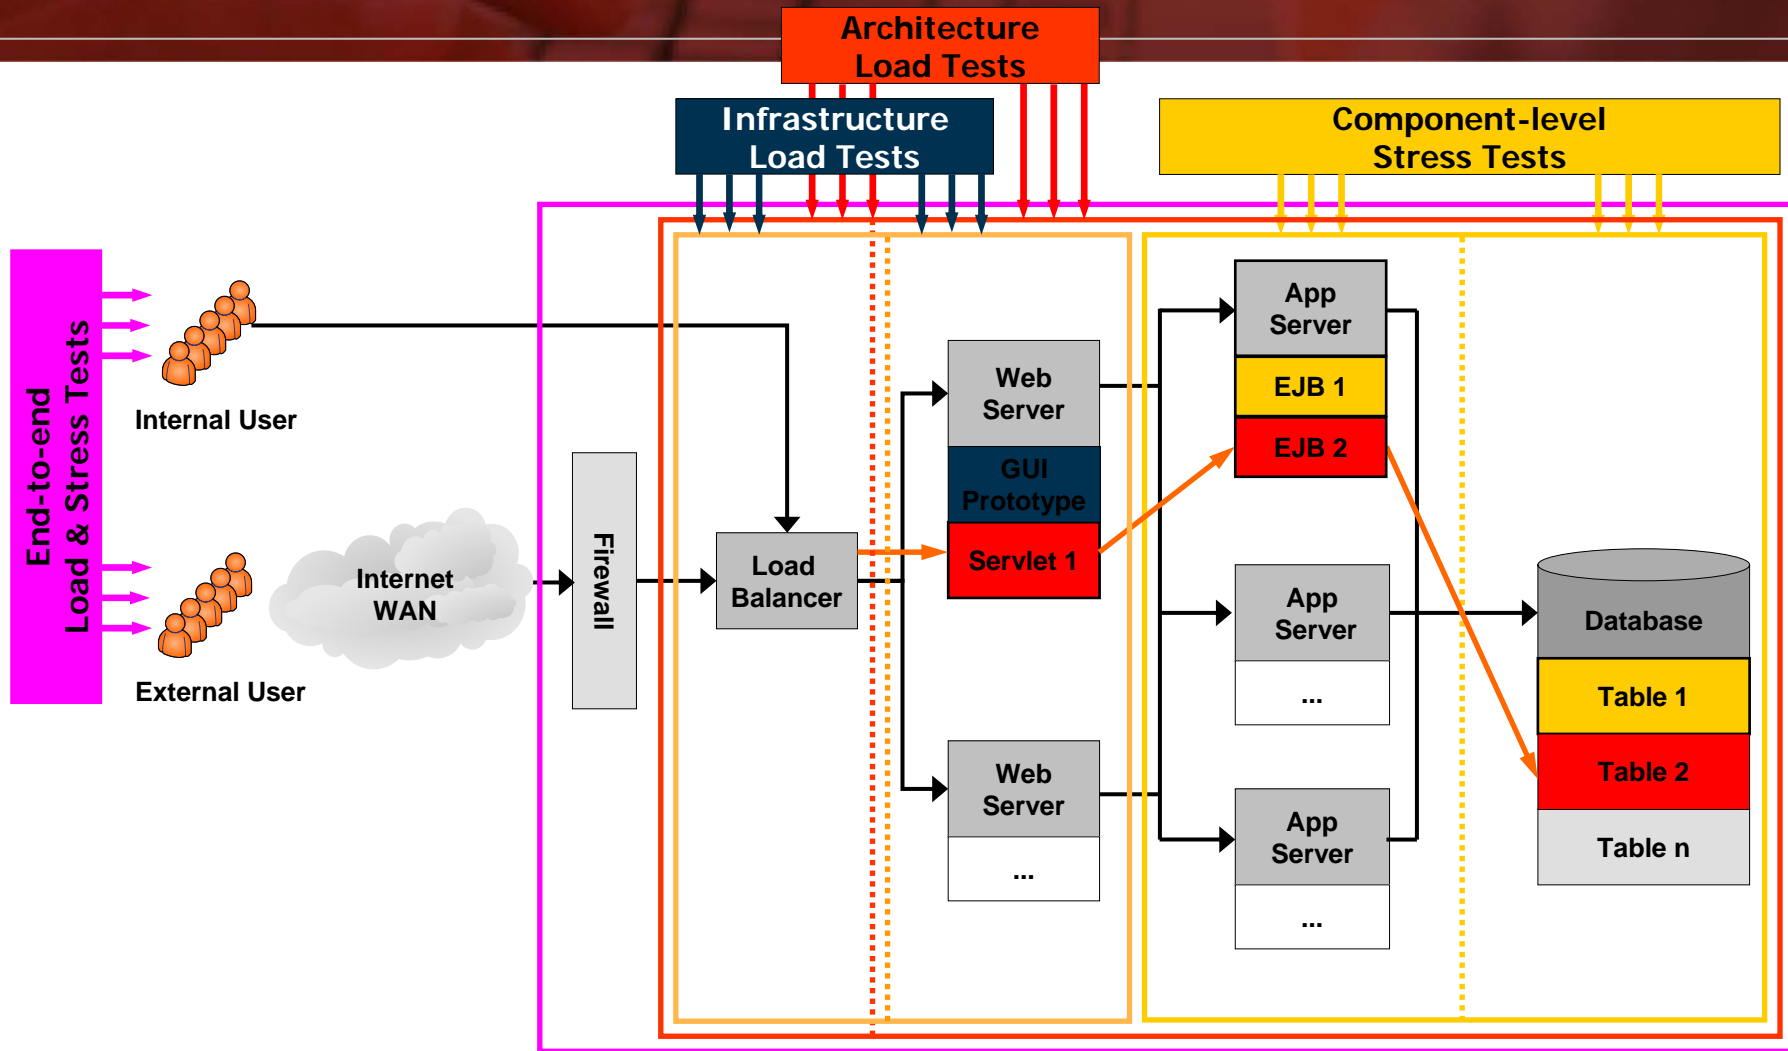 Architecture
Load Tests
Infrastructure
Load Tests
Component-level
Stress Tests
End-to-end
Load & Stress Tests
Internal User
External User
Internet
WAN
Firewall
Load
Balancer
Web
Server
GUI
Prototype
Servlet 1
Web
Server
...
App
Server
EJB 1
EJB 2
App
Server
...
App
Server
...
Database
Table 1
Table 2
Table n